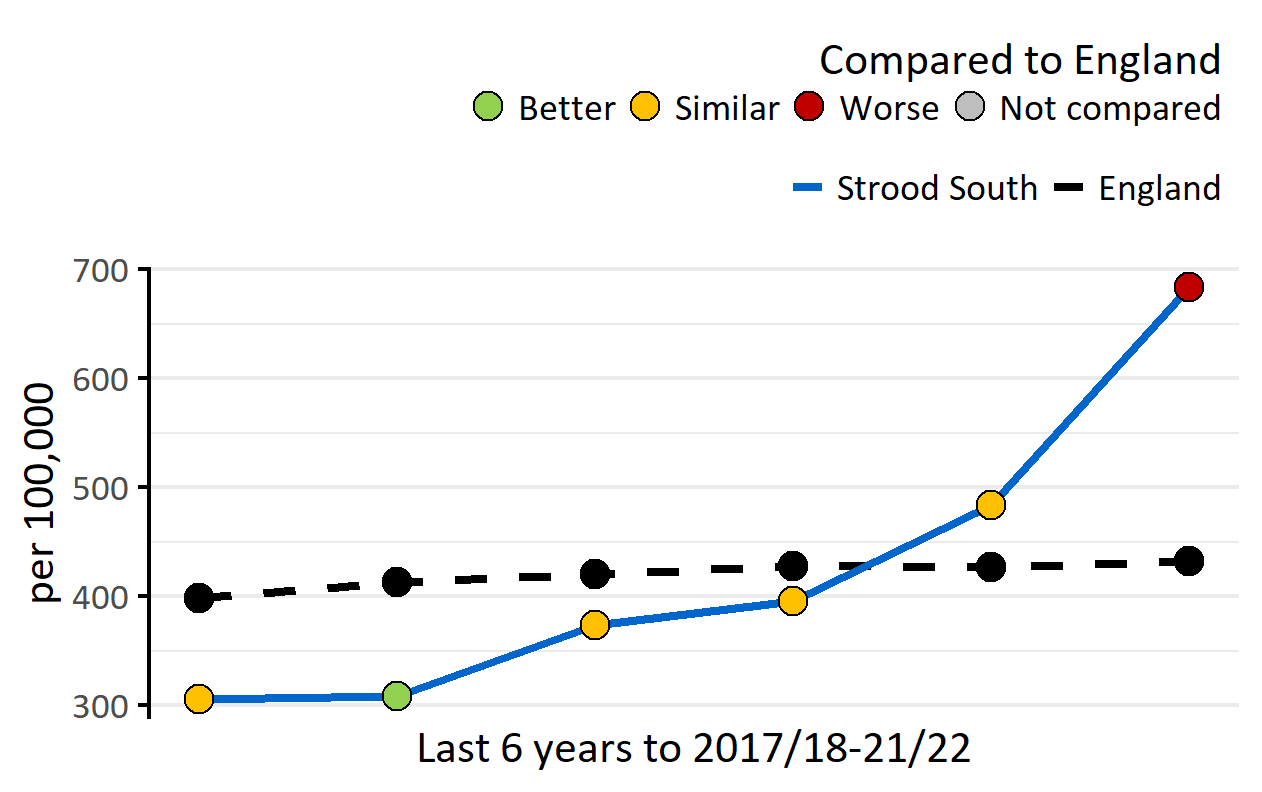 Compared to England
Better Similar Worse Not compared
Strood South England
700
600
500
400
300
per 100,000
Last 6 years to 2017/18-21/22